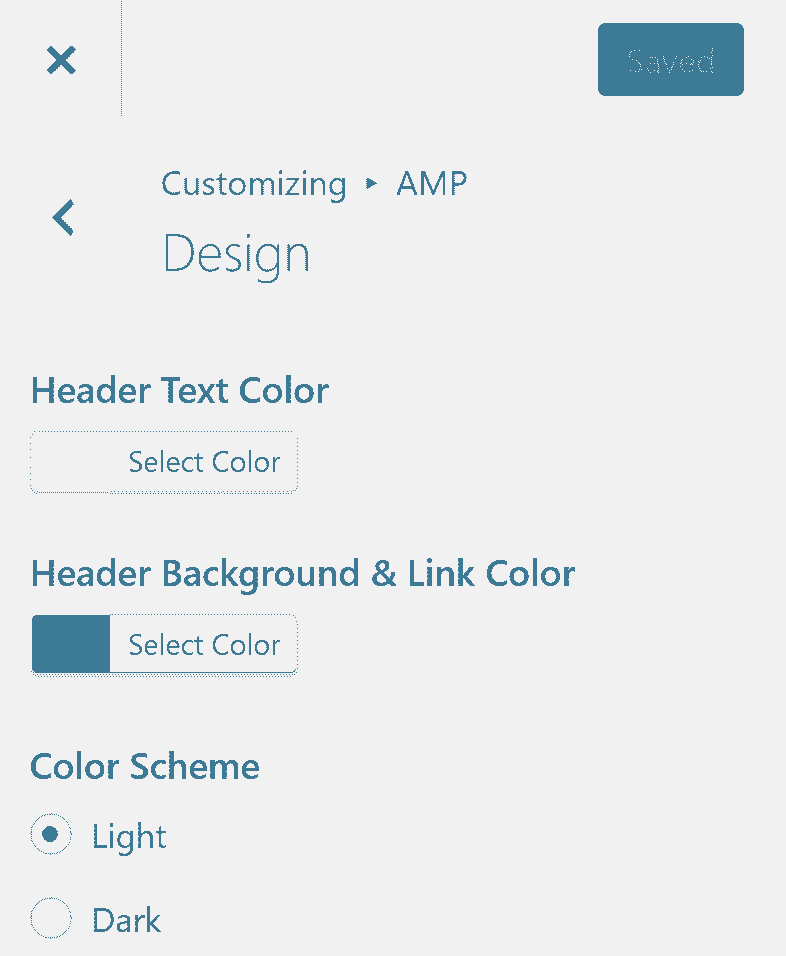 Saved
Customizing ▸ AMP
Design
Header Text Color
Select Color
Header Background & Link Color
Select Color
Color Scheme
Light
Dark